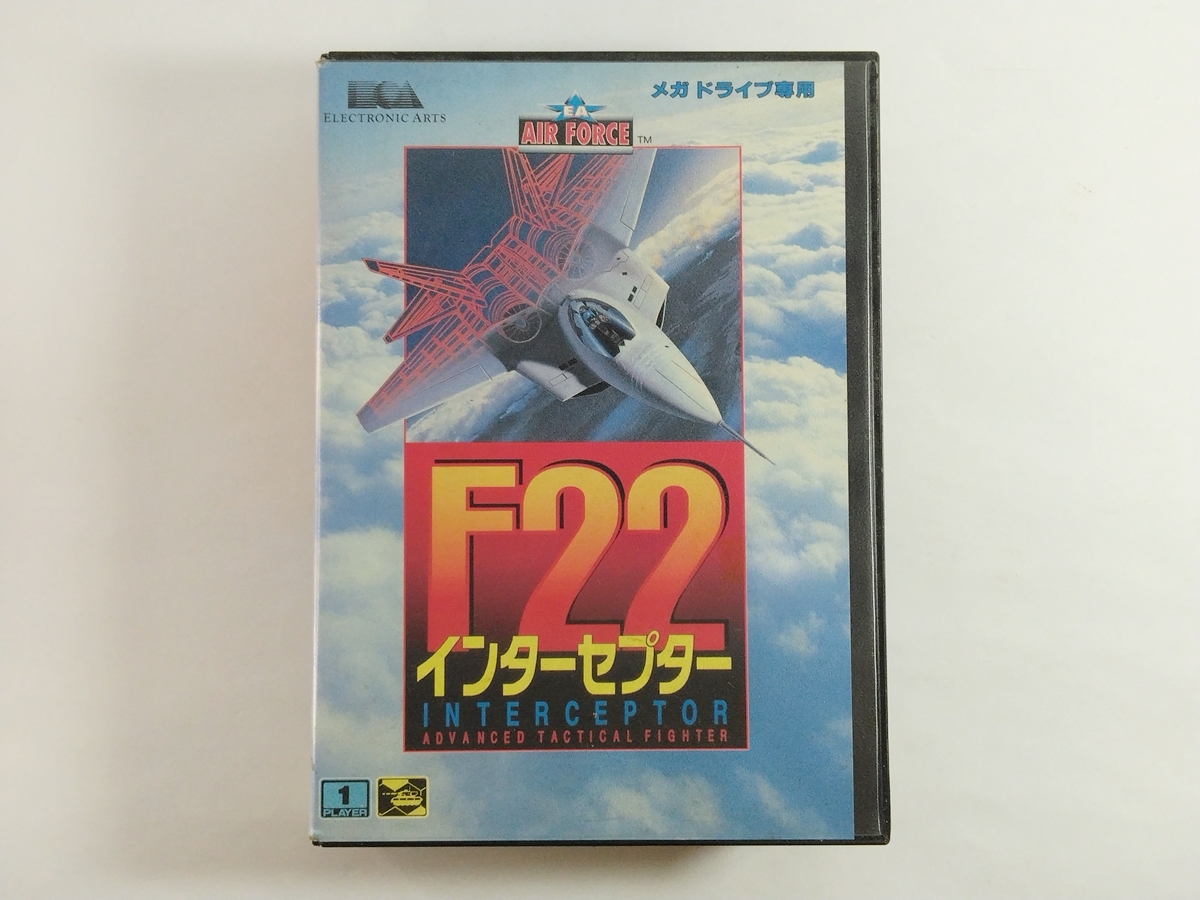 ELECTRONIC ARTS
メガドライブ専用
EA
AIR FORCE TM
F22
インターセプター
INTERCEPTOR
ADVANCED TACTICAL FIGHTER
1
PLAYER